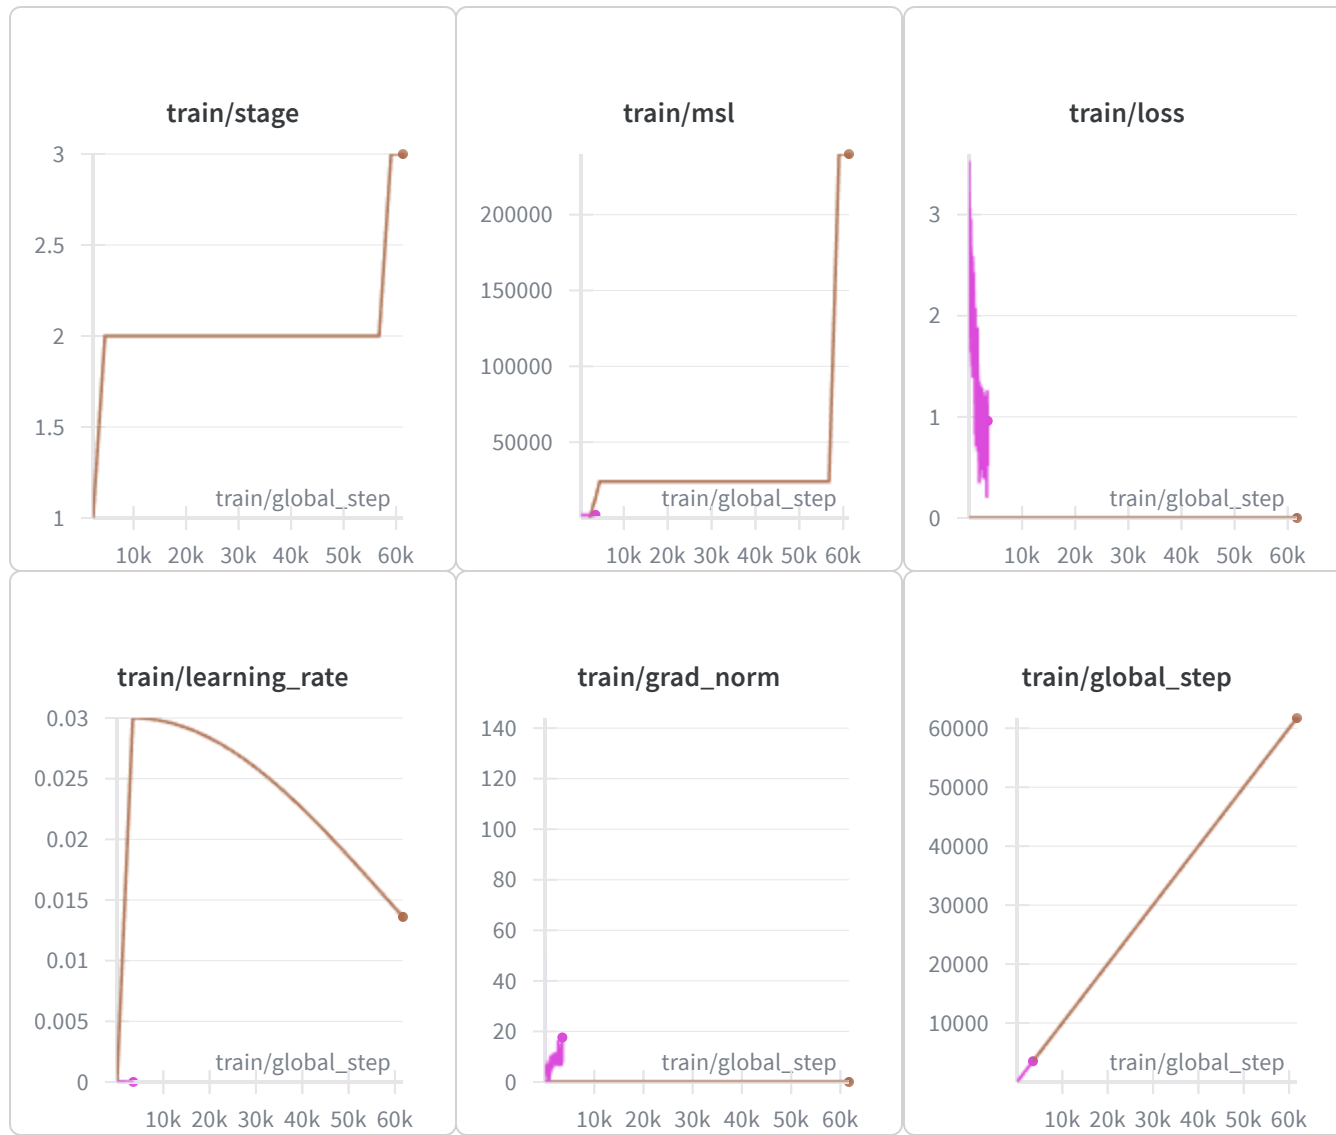 train/stage
3
2.5
2
1.5
1
train/global_step
10k 20k 30k 40k 50k 60k
train/msl
200000
150000
100000
50000
train/global_step
10k 20k 30k 40k 50k 60k
train/loss
3
2
1
0
train/global_step
10k 20k 30k 40k 50k 60k
train/learning_rate
0.03
0.025
0.02
0.015
0.01
0.005
0
train/global_step
10k 20k 30k 40k 50k 60k
train/grad_norm
140
120
100
80
60
40
20
0
train/global_step
10k 20k 30k 40k 50k 60k
train/global_step
60000
50000
40000
30000
20000
10000
train/global_step
10k 20k 30k 40k 50k 60k